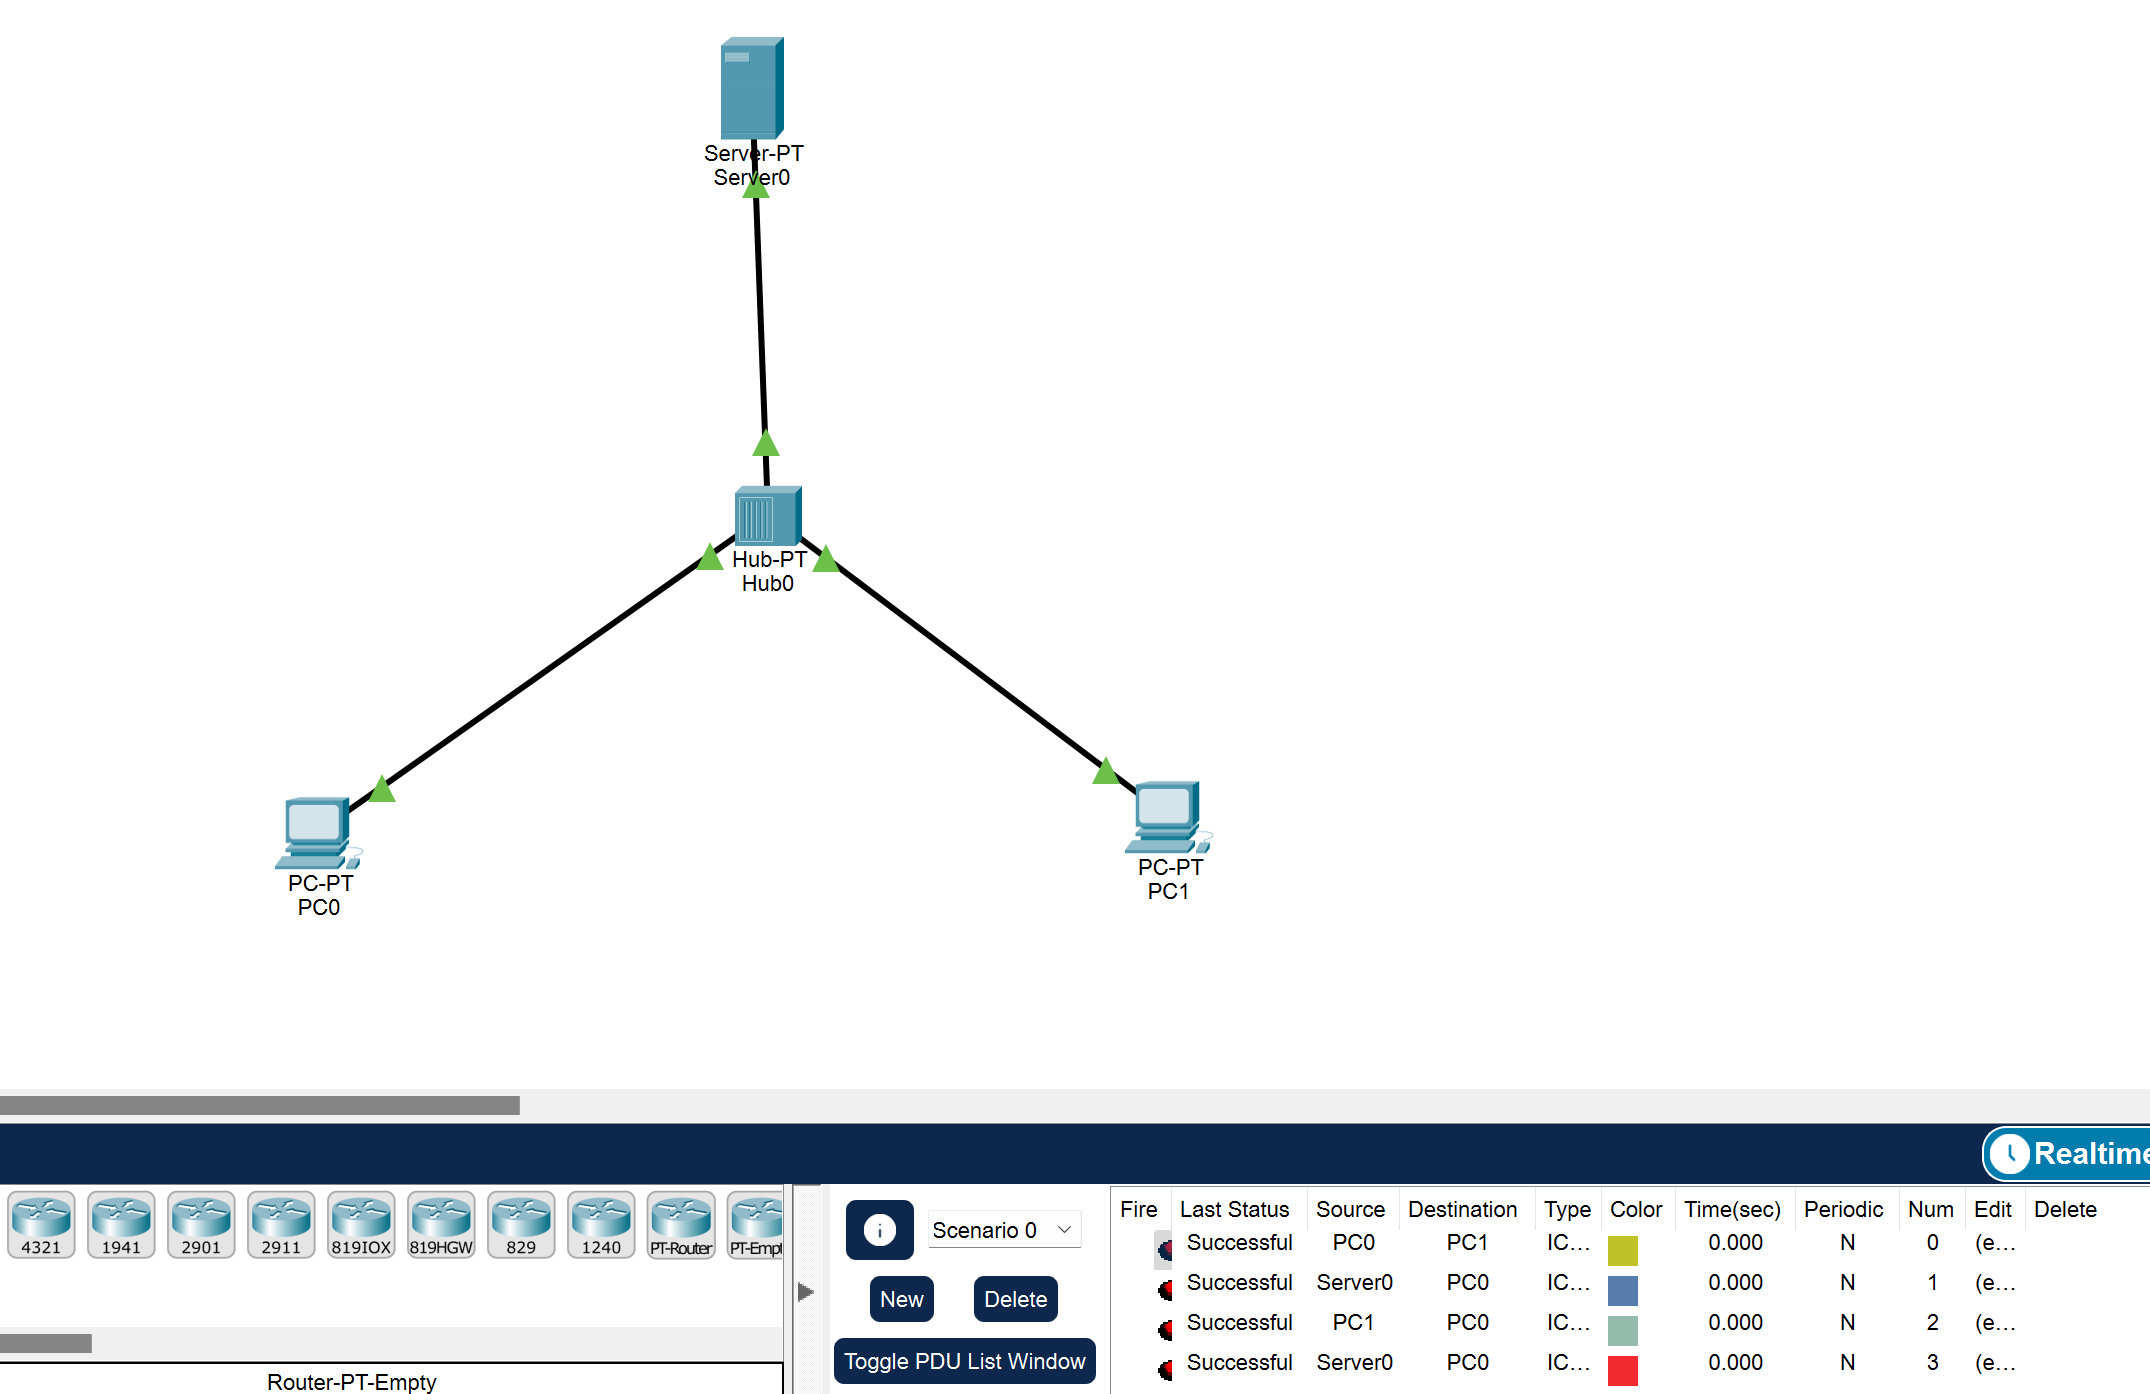 Server-PT
Server0
Hub-PT
Hub0
PC-PT
PC0
PC-PT
PC1
Realtime
4321
1941
2901
2911
819IOX
819HGW
829
1240
PT-Router
PT-Empt
Router-PT-Empty
Scenario 0
New
Delete
Toggle PDU List Window
Fire Last Status Source Destination Type Color Time(sec) Periodic Num Edit Delete
Successful PC0 PC1 IC... 0.000 N 0 (e...
Successful Server0 PC0 IC... 0.000 N 1 (e...
Successful PC1 PC0 IC... 0.000 N 2 (e...
Successful Server0 PC0 IC... 0.000 N 3 (e...